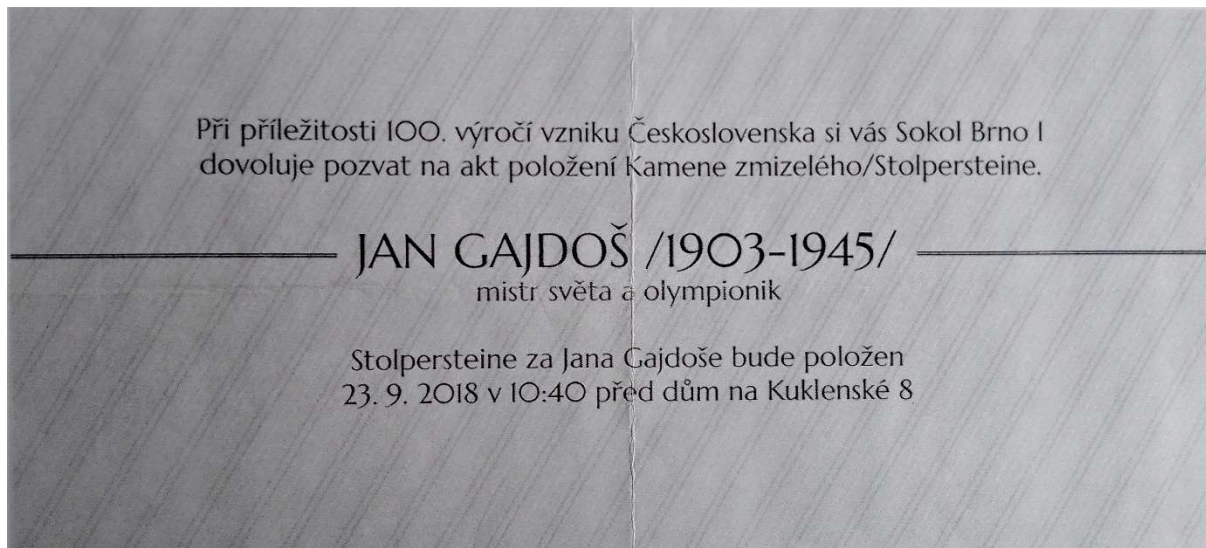 Při příležitosti 100. výročí vzniku Československa si vás Sokol Brno I
dovoluje pozvat na akt položení Kamene zmizelého/Stolpersteine.
JAN GAJDOŠ /1903-1945/
mistr světa a olympionik
Stolpersteine za Jana Gajdoše bude položen
23. 9. 2018 v 10:40 před dům na Kuklenské 8